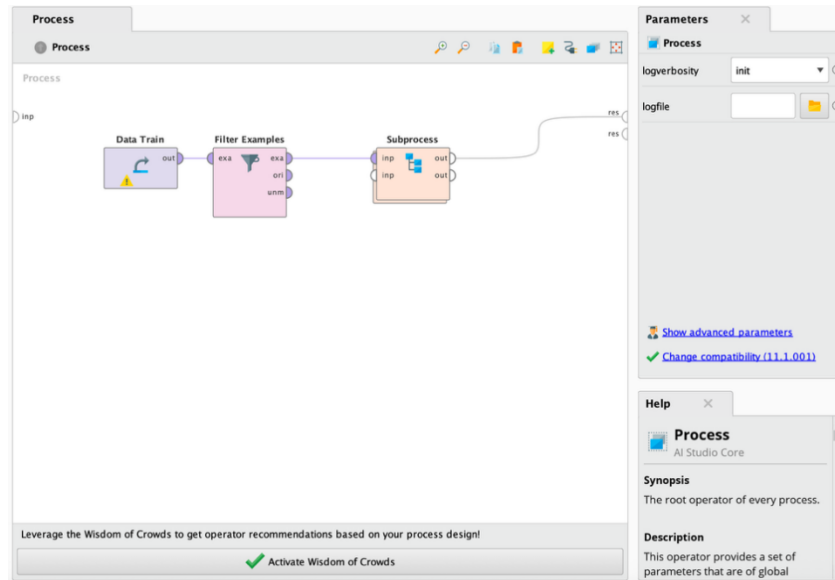 Process
Process
Process
inp
res
res
Data Train
out
Filter Examples
exa
exa
ori
unm
Subprocess
inp
out
inp
out
Leverage the Wisdom of Crowds to get operator recommendations based on your process design!
Activate Wisdom of Crowds
Parameters
Process
logverbosity
init
logfile
Show advanced parameters
Change compatibility (11.1.001)
Help
Process
AI Studio Core
Synopsis
The root operator of every process.
Description
This operator provides a set of
parameters that are of global